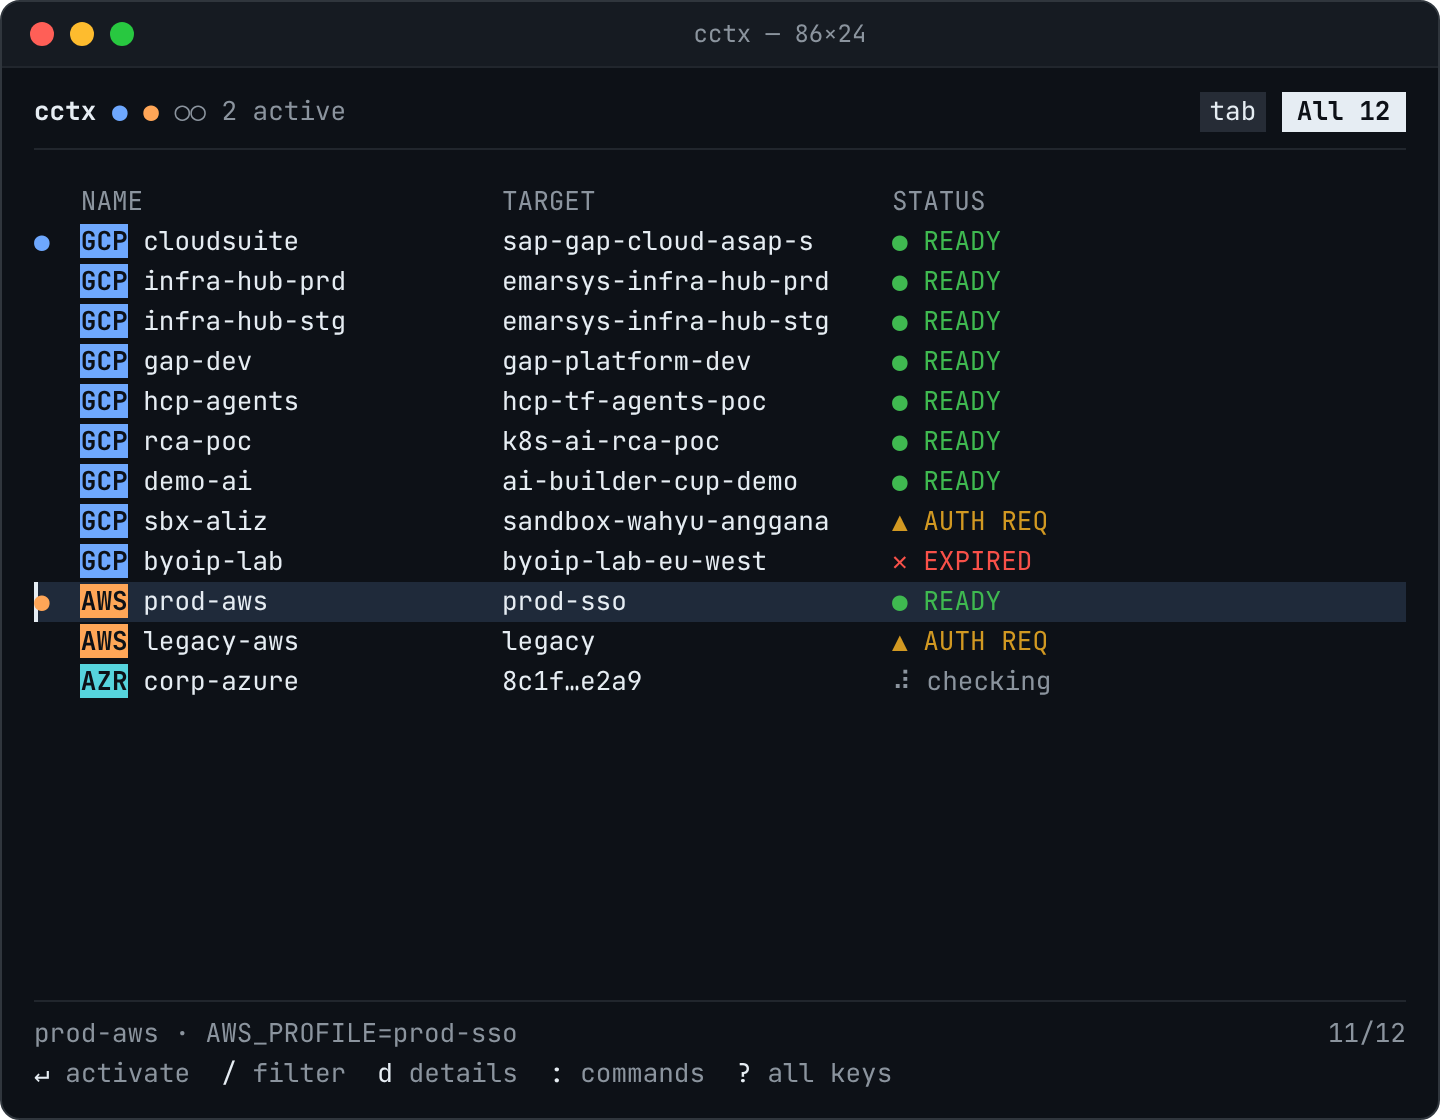 cctx — 86×24
cctx ● ● ○○ 2 active tab All 12
NAME TARGET STATUS
● GCP cloudsuite sap-gap-cloud-asap-s ● READY
GCP infra-hub-prd emarsys-infra-hub-prd ● READY
GCP infra-hub-stg emarsys-infra-hub-stg ● READY
GCP gap-dev gap-platform-dev ● READY
GCP hcp-agents hcp-tf-agents-poc ● READY
GCP rca-poc k8s-ai-rca-poc ● READY
GCP demo-ai ai-builder-cup-demo ● READY
GCP sbx-aliz sandbox-wahyu-anggana ▲ AUTH REQ
GCP byoip-lab byoip-lab-eu-west × EXPIRED
● AWS prod-aws prod-sso ● READY
AWS legacy-aws legacy ▲ AUTH REQ
AZR corp-azure 8c1f…e2a9 ⠼ checking
prod-aws · AWS_PROFILE=prod-sso 11/12
↵ activate / filter d details : commands ? all keys